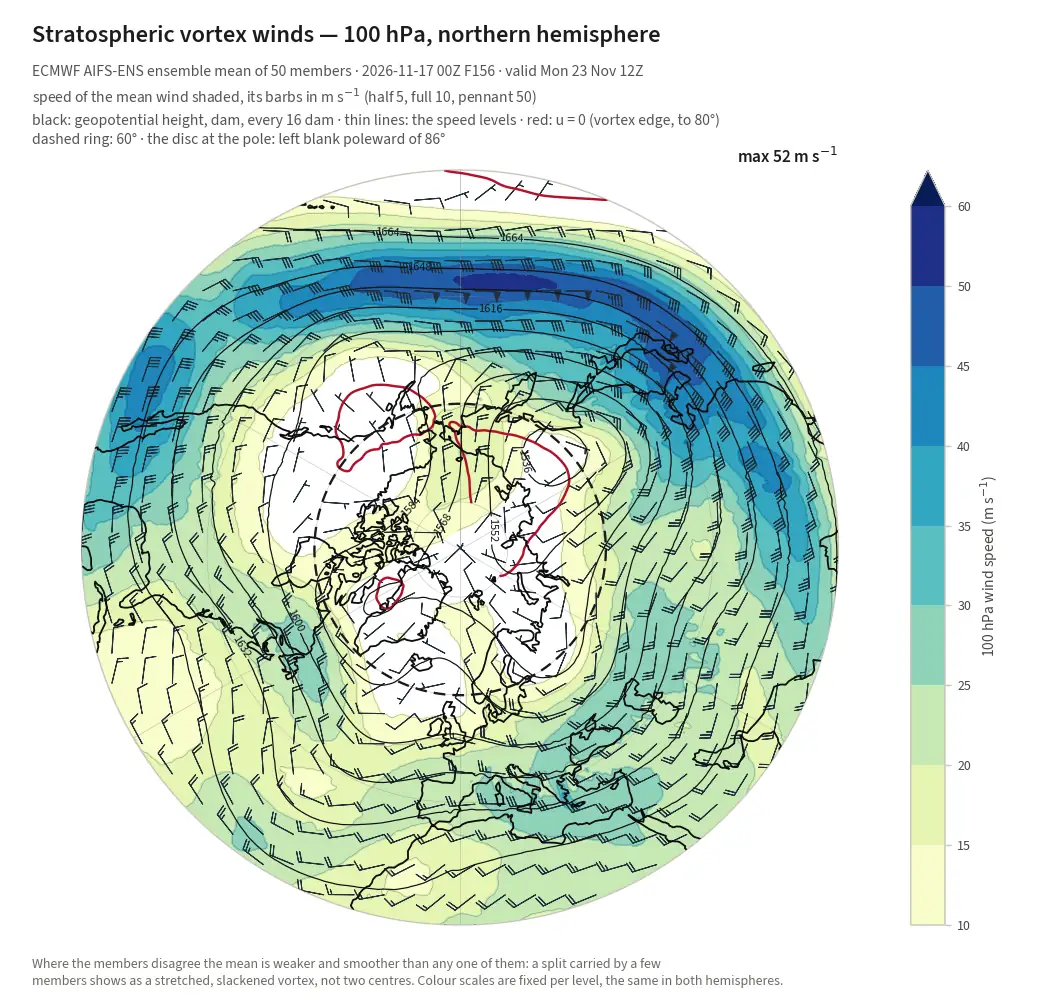 Stratospheric vortex winds — 100 hPa, northern hemisphere
ECMWF AIFS-ENS ensemble mean of 50 members · 2026-11-17 00Z F156 · valid Mon 23 Nov 12Z
speed of the mean wind shaded, its barbs in m s⁻¹ (half 5, full 10, pennant 50)
black: geopotential height, dam, every 16 dam · thin lines: the speed levels · red: u = 0 (vortex edge, to 80°)
dashed ring: 60° · the disc at the pole: left blank poleward of 86°
max 52 m s⁻¹
1664
1664
1648
1616
1536
1568
1552
1632
60
50
45
40
35
30
25
20
15
10
100 hPa wind speed (m s⁻¹)
Where the members disagree the mean is weaker and smoother than any one of them: a split carried by a few
members shows as a stretched, slackened vortex, not two centres. Colour scales are fixed per level, the same in both hemispheres.